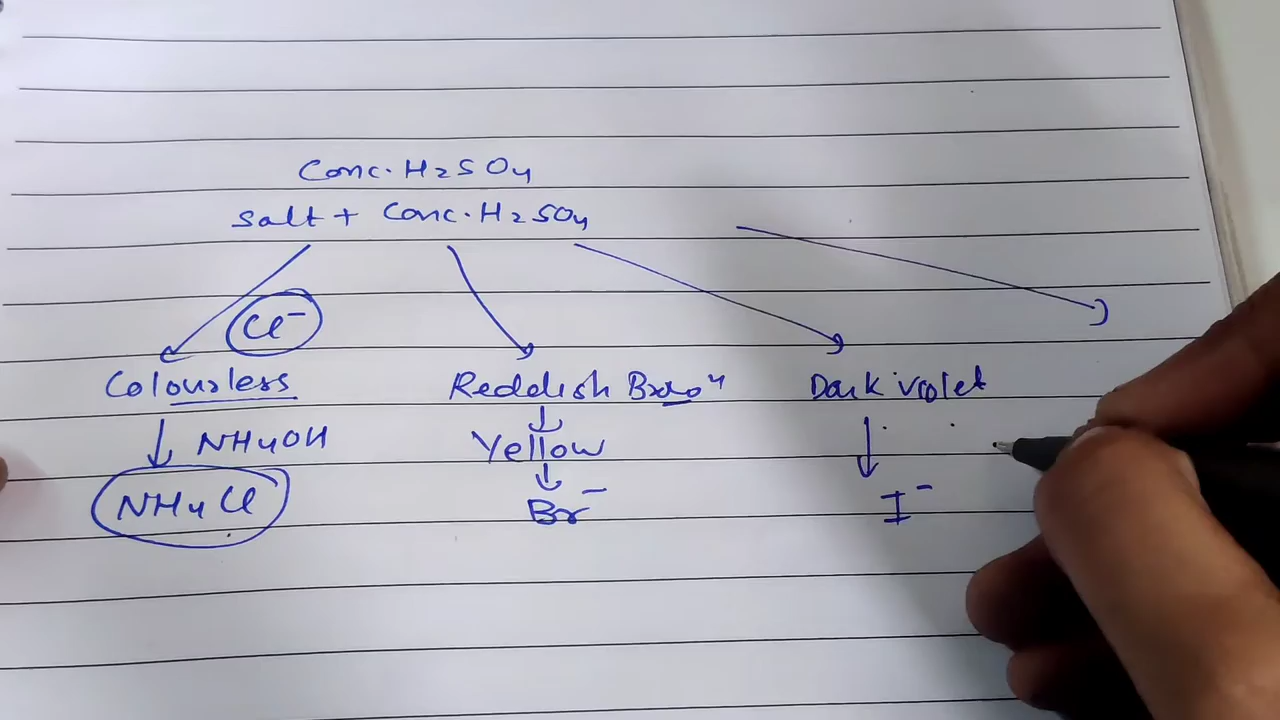 Conc. H2SO4
Salt + Conc. H2SO4
Cl-
Colourless Reddish Brown Dark violet
NH4OH Yellow
NH4Cl Br- I-